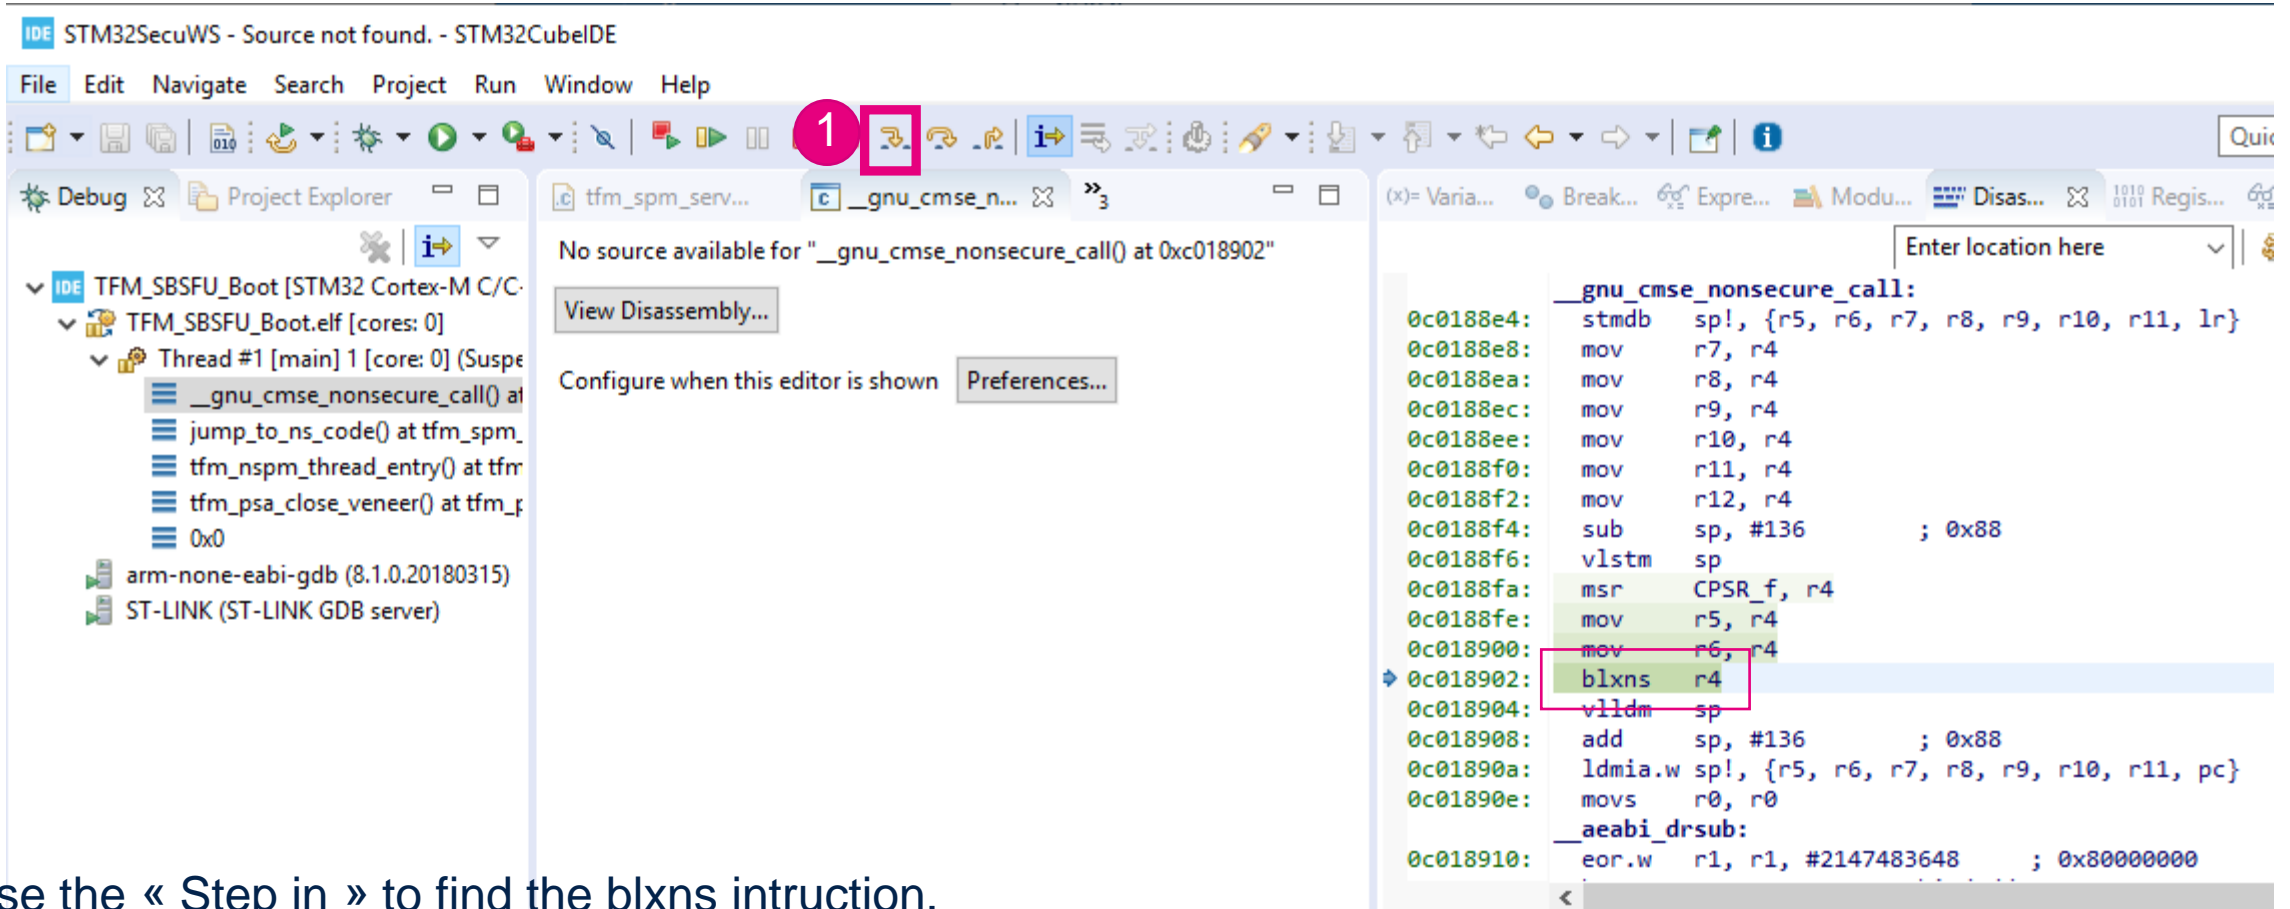 IDE STM32SecuWS - Source not found. - STM32CubeIDE
File Edit Navigate Search Project Run Window Help
1
Debug Project Explorer
TFM_SBSFU_Boot [STM32 Cortex-M C/C
TFM_SBSFU_Boot.elf [cores: 0]
Thread #1 [main] 1 [core: 0] (Suspe
__gnu_cmse_nonsecure_call() at
jump_to_ns_code() at tfm_spm_
tfm_nspm_thread_entry() at tfm
tfm_psa_close_veneer() at tfm_p
0x0
arm-none-eabi-gdb (8.1.0.20180315)
ST-LINK (ST-LINK GDB server)
tfm_spm_serv... __gnu_cmse_n... »3
No source available for "__gnu_cmse_nonsecure_call() at 0xc018902"
View Disassembly...
Configure when this editor is shown Preferences...
Quic
(x)= Varia... Break... Expre... Modu... Disas... Regis...
Enter location here
__gnu_cmse_nonsecure_call:
0c0188e4: stmdb sp!, {r5, r6, r7, r8, r9, r10, r11, lr}
0c0188e8: mov r7, r4
0c0188ea: mov r8, r4
0c0188ec: mov r9, r4
0c0188ee: mov r10, r4
0c0188f0: mov r11, r4
0c0188f2: mov r12, r4
0c0188f4: sub sp, #136 ; 0x88
0c0188f6: vlstm sp
0c0188fa: msr CPSR_f, r4
0c0188fe: mov r5, r4
0c018900: mov r6, r4
0c018902: blxns r4
0c018904: vlldm sp
0c018908: add sp, #136 ; 0x88
0c01890a: ldmia.w sp!, {r5, r6, r7, r8, r9, r10, r11, pc}
0c01890e: movs r0, r0
__aeabi_drsub:
0c018910: eor.w r1, r1, #2147483648 ; 0x80000000
se the « Step in » to find the blxns intruction.